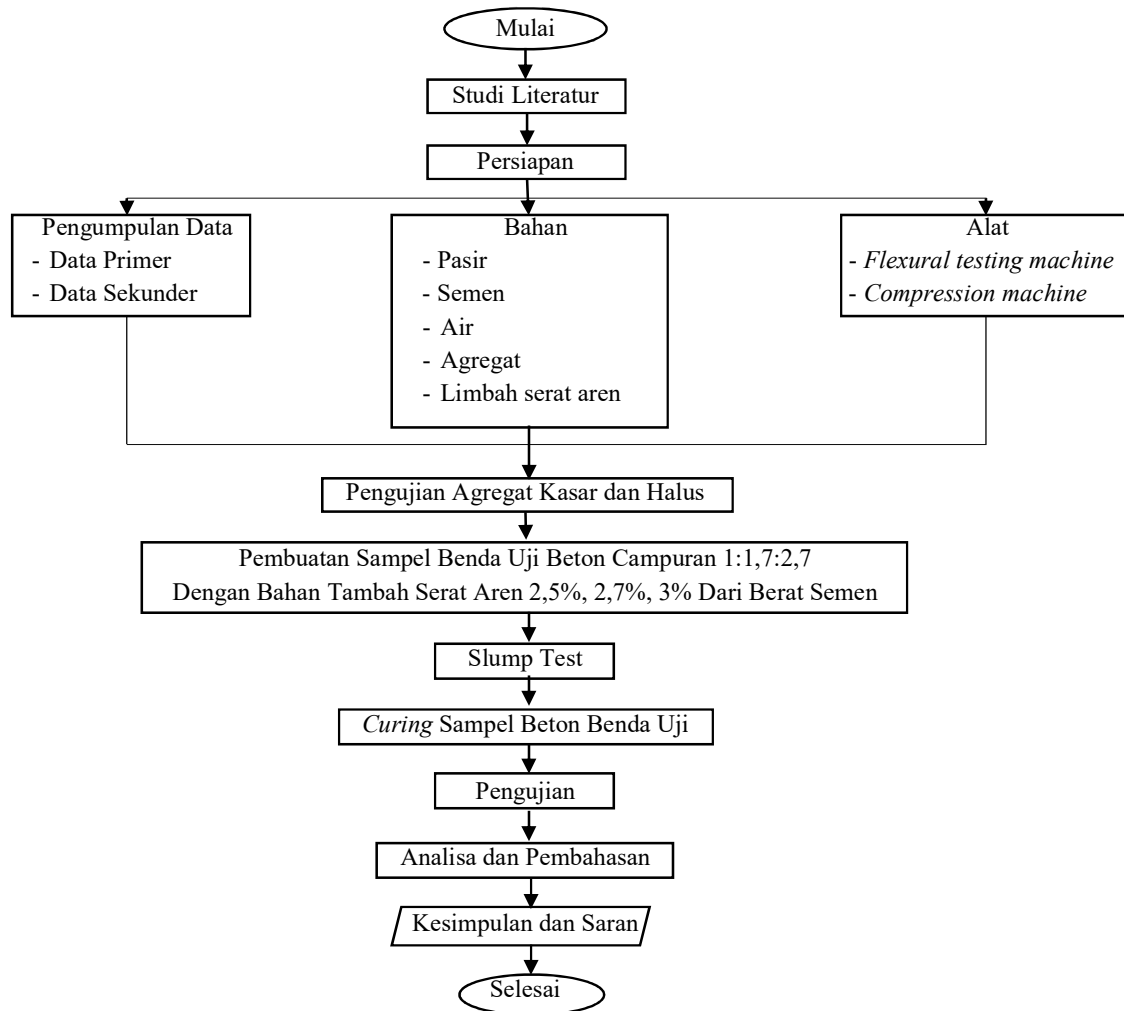 Mulai
Studi Literatur
Persiapan
Pengumpulan Data
- Data Primer
- Data Sekunder
Bahan
- Pasir
- Semen
- Air
- Agregat
- Limbah serat aren
Alat
- Flexural testing machine
- Compression machine
Pengujian Agregat Kasar dan Halus
Pembuatan Sampel Benda Uji Beton Campuran 1:1,7:2,7
Dengan Bahan Tambah Serat Aren 2,5%, 2,7%, 3% Dari Berat Semen
Slump Test
Curing Sampel Beton Benda Uji
Pengujian
Analisa dan Pembahasan
Kesimpulan dan Saran
Selesai